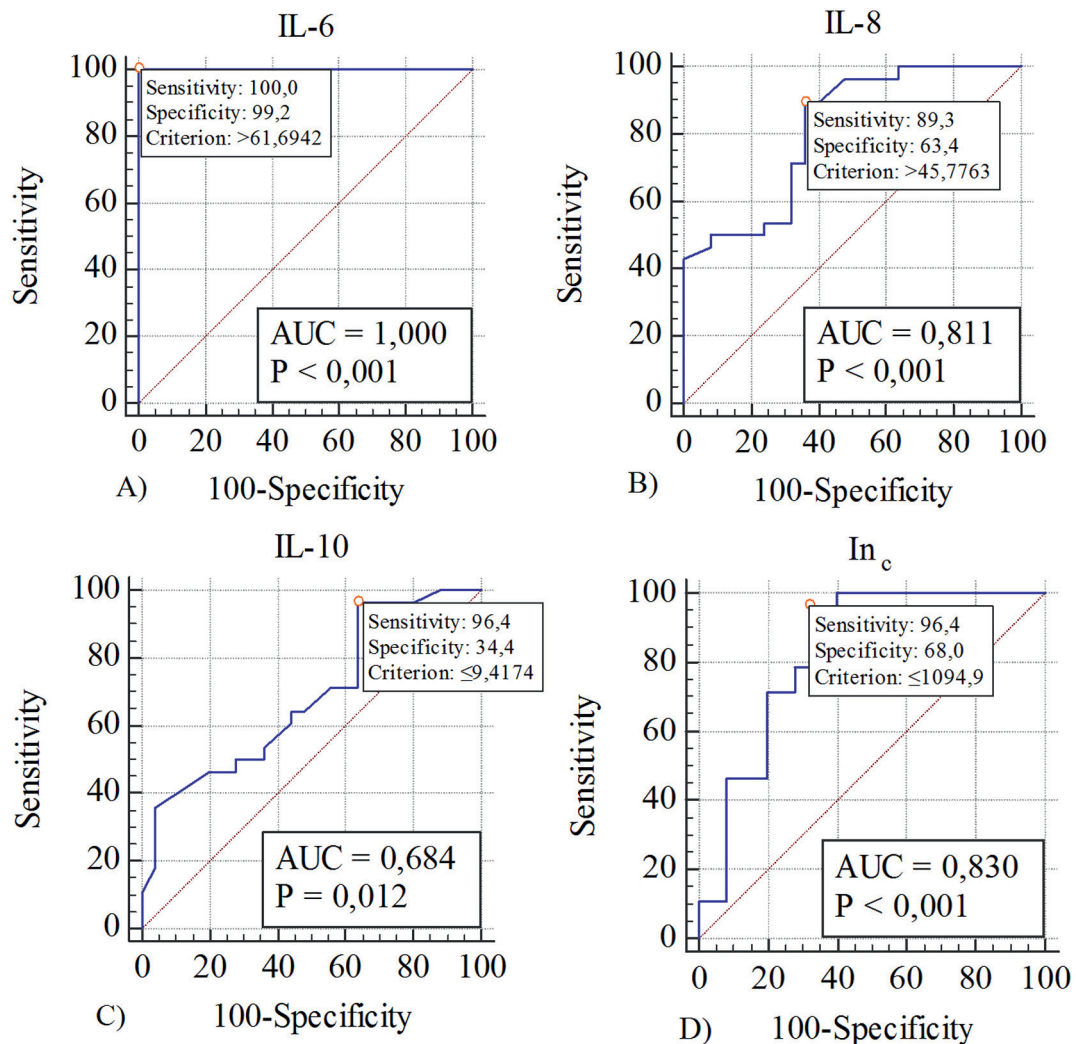 IL-6
Sensitivity
100
80
60
40
20
0
Sensitivity: 100,0
Specificity: 99,2
Criterion: >61,6942
AUC = 1,000
P < 0,001
0 20 40 60 80 100
A) 100-Specificity
IL-8
Sensitivity
100
80
60
40
20
0
Sensitivity: 89,3
Specificity: 63,4
Criterion: >45,7763
AUC = 0,811
P < 0,001
0 20 40 60 80 100
B) 100-Specificity
IL-10
Sensitivity
100
80
60
40
20
0
Sensitivity: 96,4
Specificity: 34,4
Criterion: ≤9,4174
AUC = 0,684
P = 0,012
0 20 40 60 80 100
C) 100-Specificity
In c
Sensitivity
100
80
60
40
20
0
Sensitivity: 96,4
Specificity: 68,0
Criterion: ≤1094,9
AUC = 0,830
P < 0,001
0 20 40 60 80 100
D) 100-Specificity